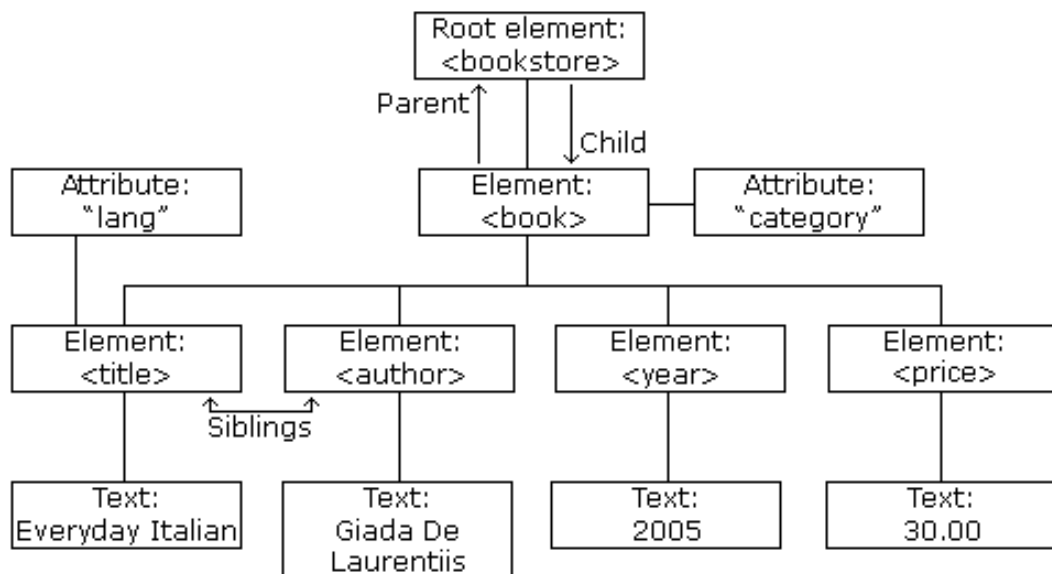 Root element:
<bookstore>
Parent
Child
Attribute:
“lang”
Element:
<book>
Attribute:
“category”
Element:
<title>
Element:
<author>
Element:
<year>
Element:
<price>
Siblings
Text:
Everyday Italian
Text:
Giada De
Laurentiis
Text:
2005
Text:
30.00